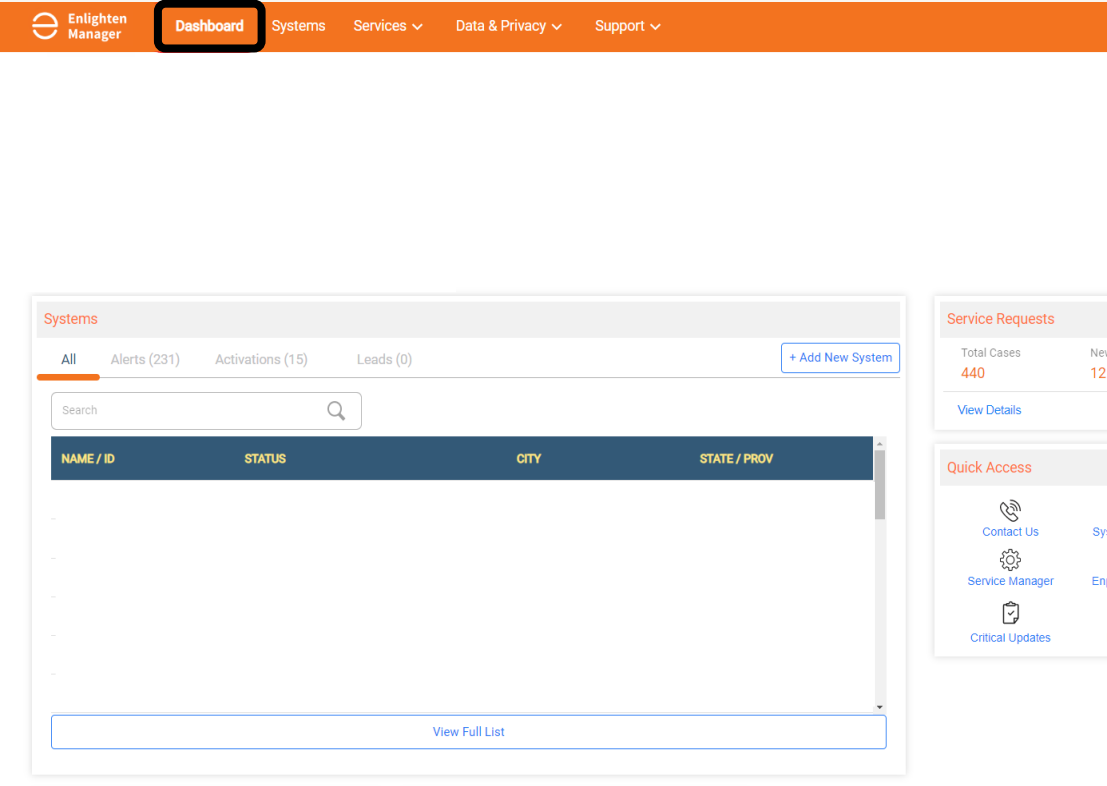 Enlighten
Manager
Dashboard Systems Services Data & Privacy Support
Systems
All Alerts (231) Activations (15) Leads (0) + Add New System
Search
NAME / ID STATUS CITY STATE / PROV
View Full List
Service Requests
Total Cases
440 12
View Details
Quick Access
Contact Us
Service Manager
Critical Updates